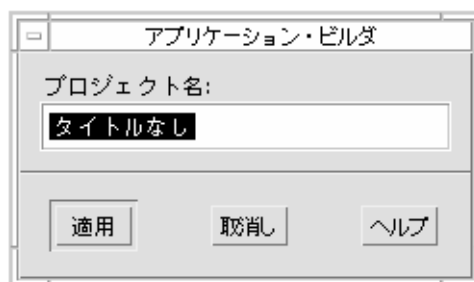 アプリケーション・ビルダ
プロジェクト名:
タイトルなし
適用 取消し ヘルプ